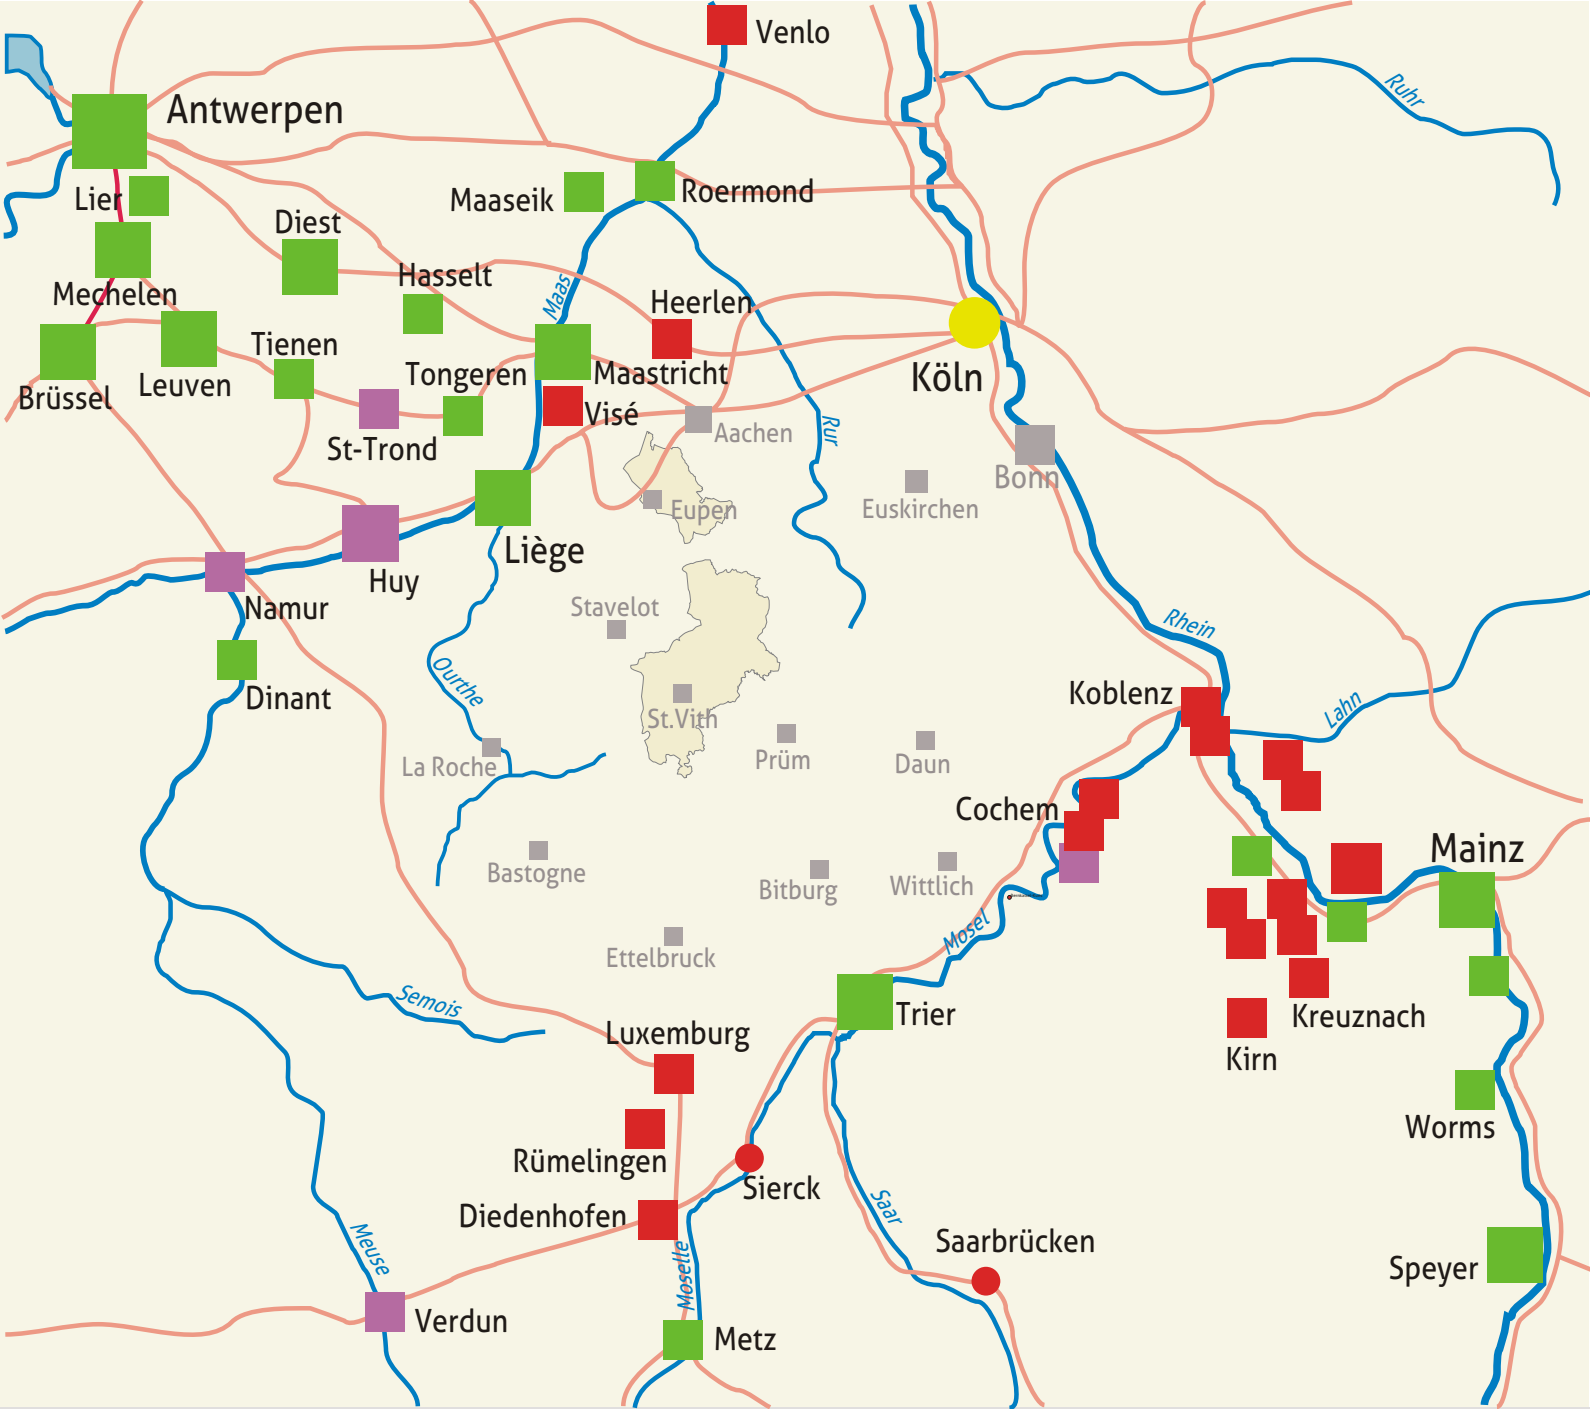 Venlo
Ruhr
Antwerpen
Lier
Maaseik
Roermond
Diest
Hasselt
Mechelen
Maas
Heerlen
Tienen
Köln
Brüssel
Leuven
Tongeren
Maastricht
Visé
St-Trond
Aachen
Rur
Bonn
Eupen
Euskirchen
Liège
Huy
Namur
Stavelot
Rhein
Ourthe
Dinant
Koblenz
Lahn
St.Vith
La Roche
Prüm
Daun
Cochem
Mainz
Bastogne
Bitburg
Wittlich
Mosel
Ettelbruck
Semois
Trier
Kreuznach
Luxemburg
Kirn
Worms
Rümelingen
Sierck
Diedenhofen
Saar
Meuse
Moselle
Saarbrücken
Speyer
Verdun
Metz